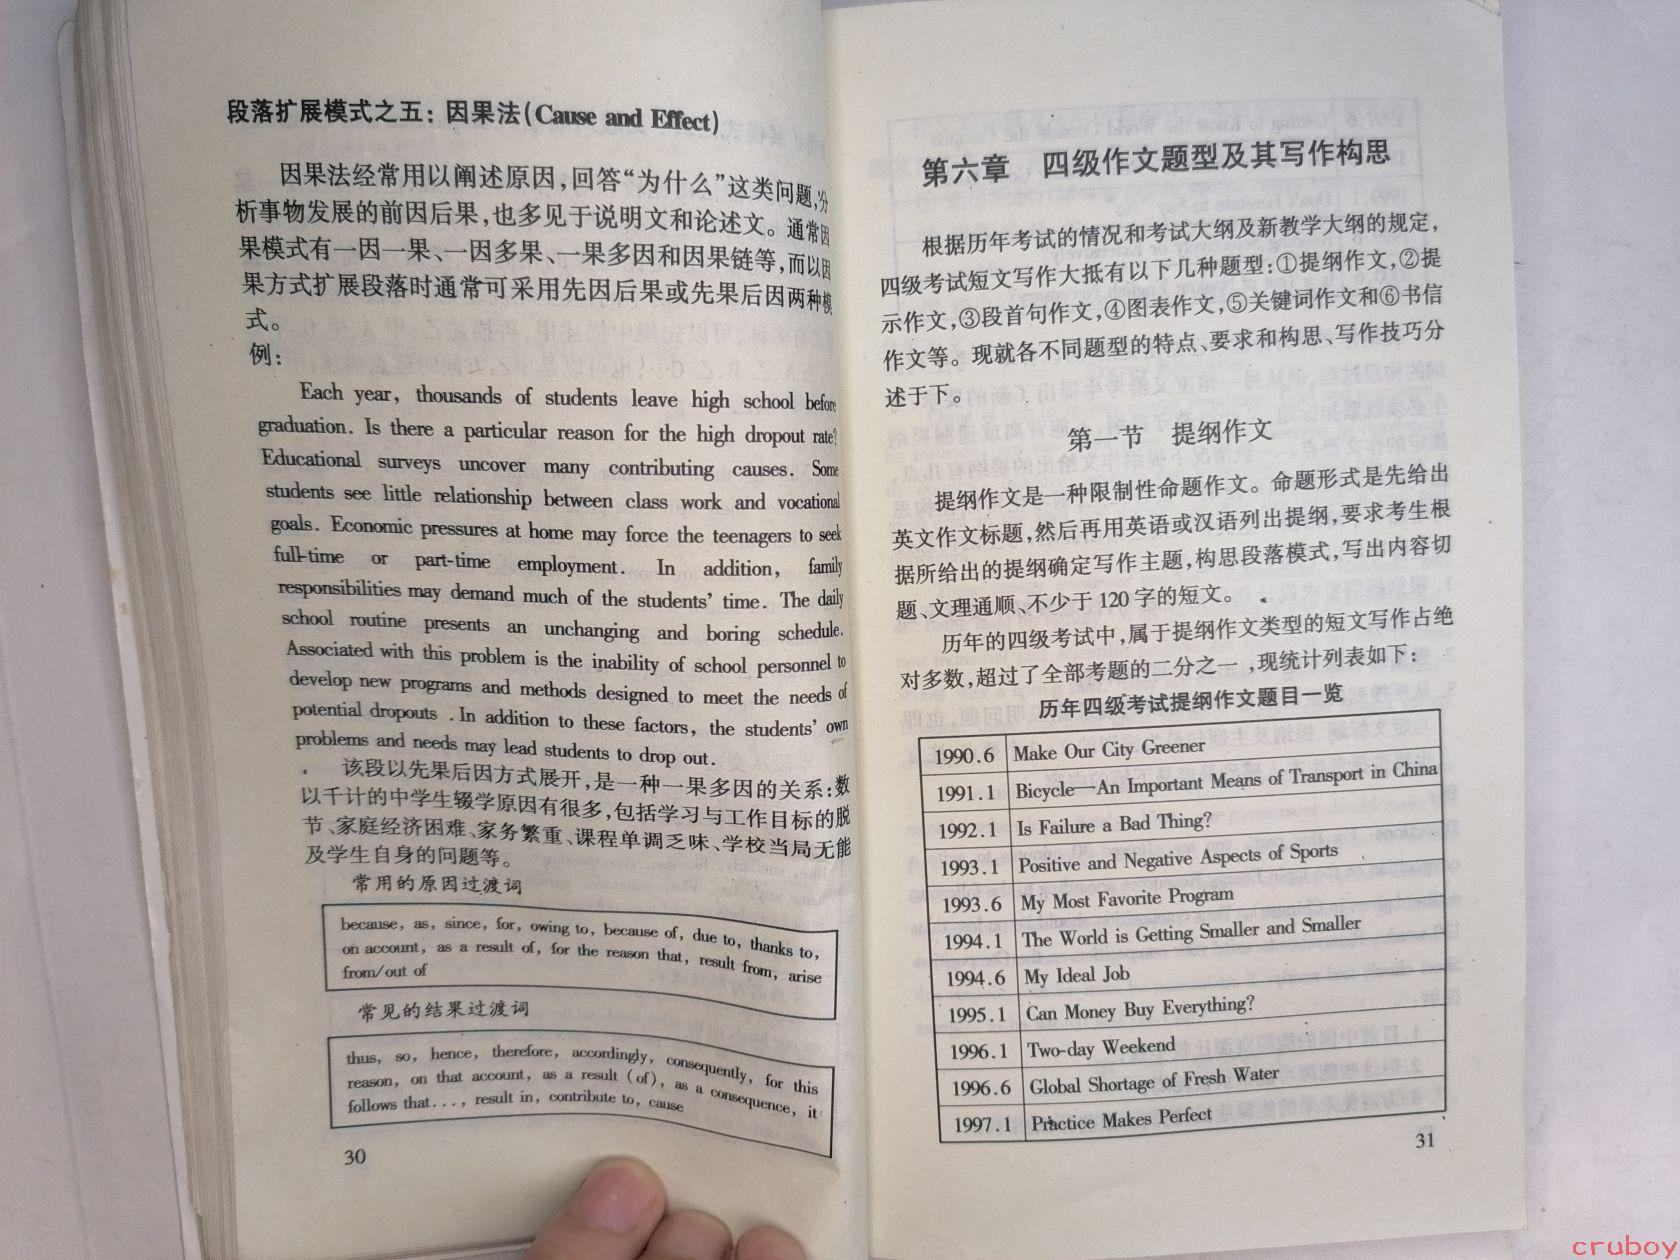 段落扩展模式之五：因果法(Cause and Effect)
因果法经常用以阐述原因,回答“为什么”这类问题,分
析事物发展的前因后果,也多见于说明文和论述文。通常因
果模式有一因一果、一因多果、一果多因和因果链等,而以因
果方式扩展段落时通常可采用先因后果或先果后因两种模
式。
例：
Each year, thousands of students leave high school before
graduation. Is there a particular reason for the high dropout rate?
Educational surveys uncover many contributing causes. Some
students see little relationship between class work and vocational
goals. Economic pressures at home may force the teenagers to seek
full-time or part-time employment. In addition, family
responsibilities may demand much of the students' time. The daily
school routine presents an unchanging and boring schedule.
Associated with this problem is the inability of school personnel to
develop new programs and methods designed to meet the needs of
potential dropouts .In addition to these factors, the students' own
problems and needs may lead students to drop out.
该段以先果后因方式展开,是一种一果多因的关系:数
以千计的中学生辍学原因有很多,包括学习与工作目标的脱
节、家庭经济困难、家务繁重、课程单调乏味、学校当局无能
及学生自身的问题等。
常用的原因过渡词
because, as, since, for, owing to, because of, due to, thanks to,
on account, as a result of, for the reason that, result from, arise
from/out of
常见的结果过渡词
thus, so, hence, therefore, accordingly, consequently, for this
reason, on that account, as a result (of), as a consequence, it
follows that..., result in, contribute to, cause
30
第六章 四级作文题型及其写作构思
根据历年考试的情况和考试大纲及新教学大纲的规定,
四级考试短文写作大抵有以下几种题型:①提纲作文,②提
示作文,③段首句作文,④图表作文,⑤关键词作文和⑥书信
作文等。现就各不同题型的特点、要求和构思、写作技巧分
述于下。
第一节 提纲作文
提纲作文是一种限制性命题作文。命题形式是先给出
英文作文标题,然后再用英语或汉语列出提纲,要求考生根
据所给出的提纲确定写作主题,构思段落模式,写出内容切
题、文理通顺、不少于120字的短文。
历年的四级考试中,属于提纲作文类型的短文写作占绝
对多数,超过了全部考题的二分之一,现统计列表如下：
历年四级考试提纲作文题目一览
1990.6 Make Our City Greener
1991.1 Bicycle—An Important Means of Transport in China
1992.1 Is Failure a Bad Thing?
1993.1 Positive and Negative Aspects of Sports
1993.6 My Most Favorite Program
1994.1 The World is Getting Smaller and Smaller
1994.6 My Ideal Job
1995.1 Can Money Buy Everything?
1996.1 Two-day Weekend
1996.6 Global Shortage of Fresh Water
1997.1 Practice Makes Perfect
31
cruboy